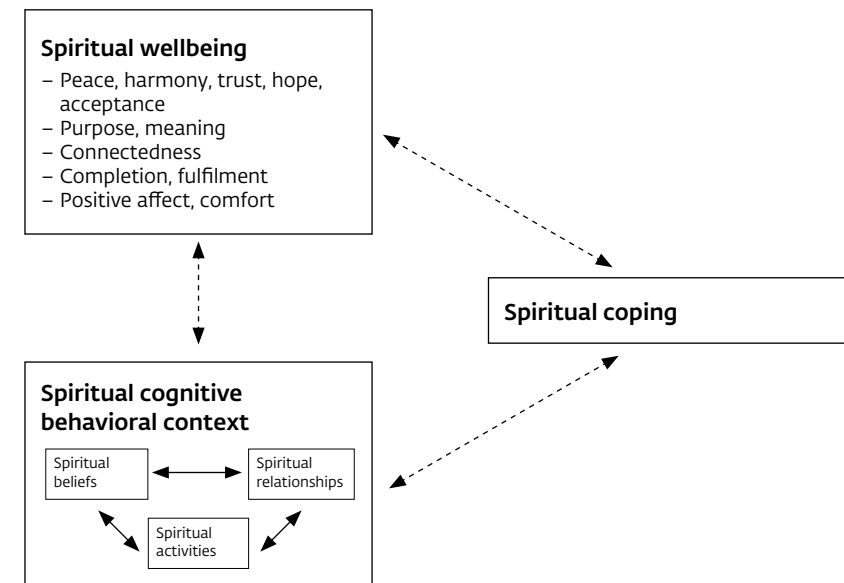 Spiritual wellbeing
– Peace, harmony, trust, hope,
acceptance
– Purpose, meaning
– Connectedness
– Completion, fulfilment
– Positive affect, comfort
Spiritual coping
Spiritual cognitive
behavioral context
Spiritual
beliefs
Spiritual
relationships
Spiritual
activities